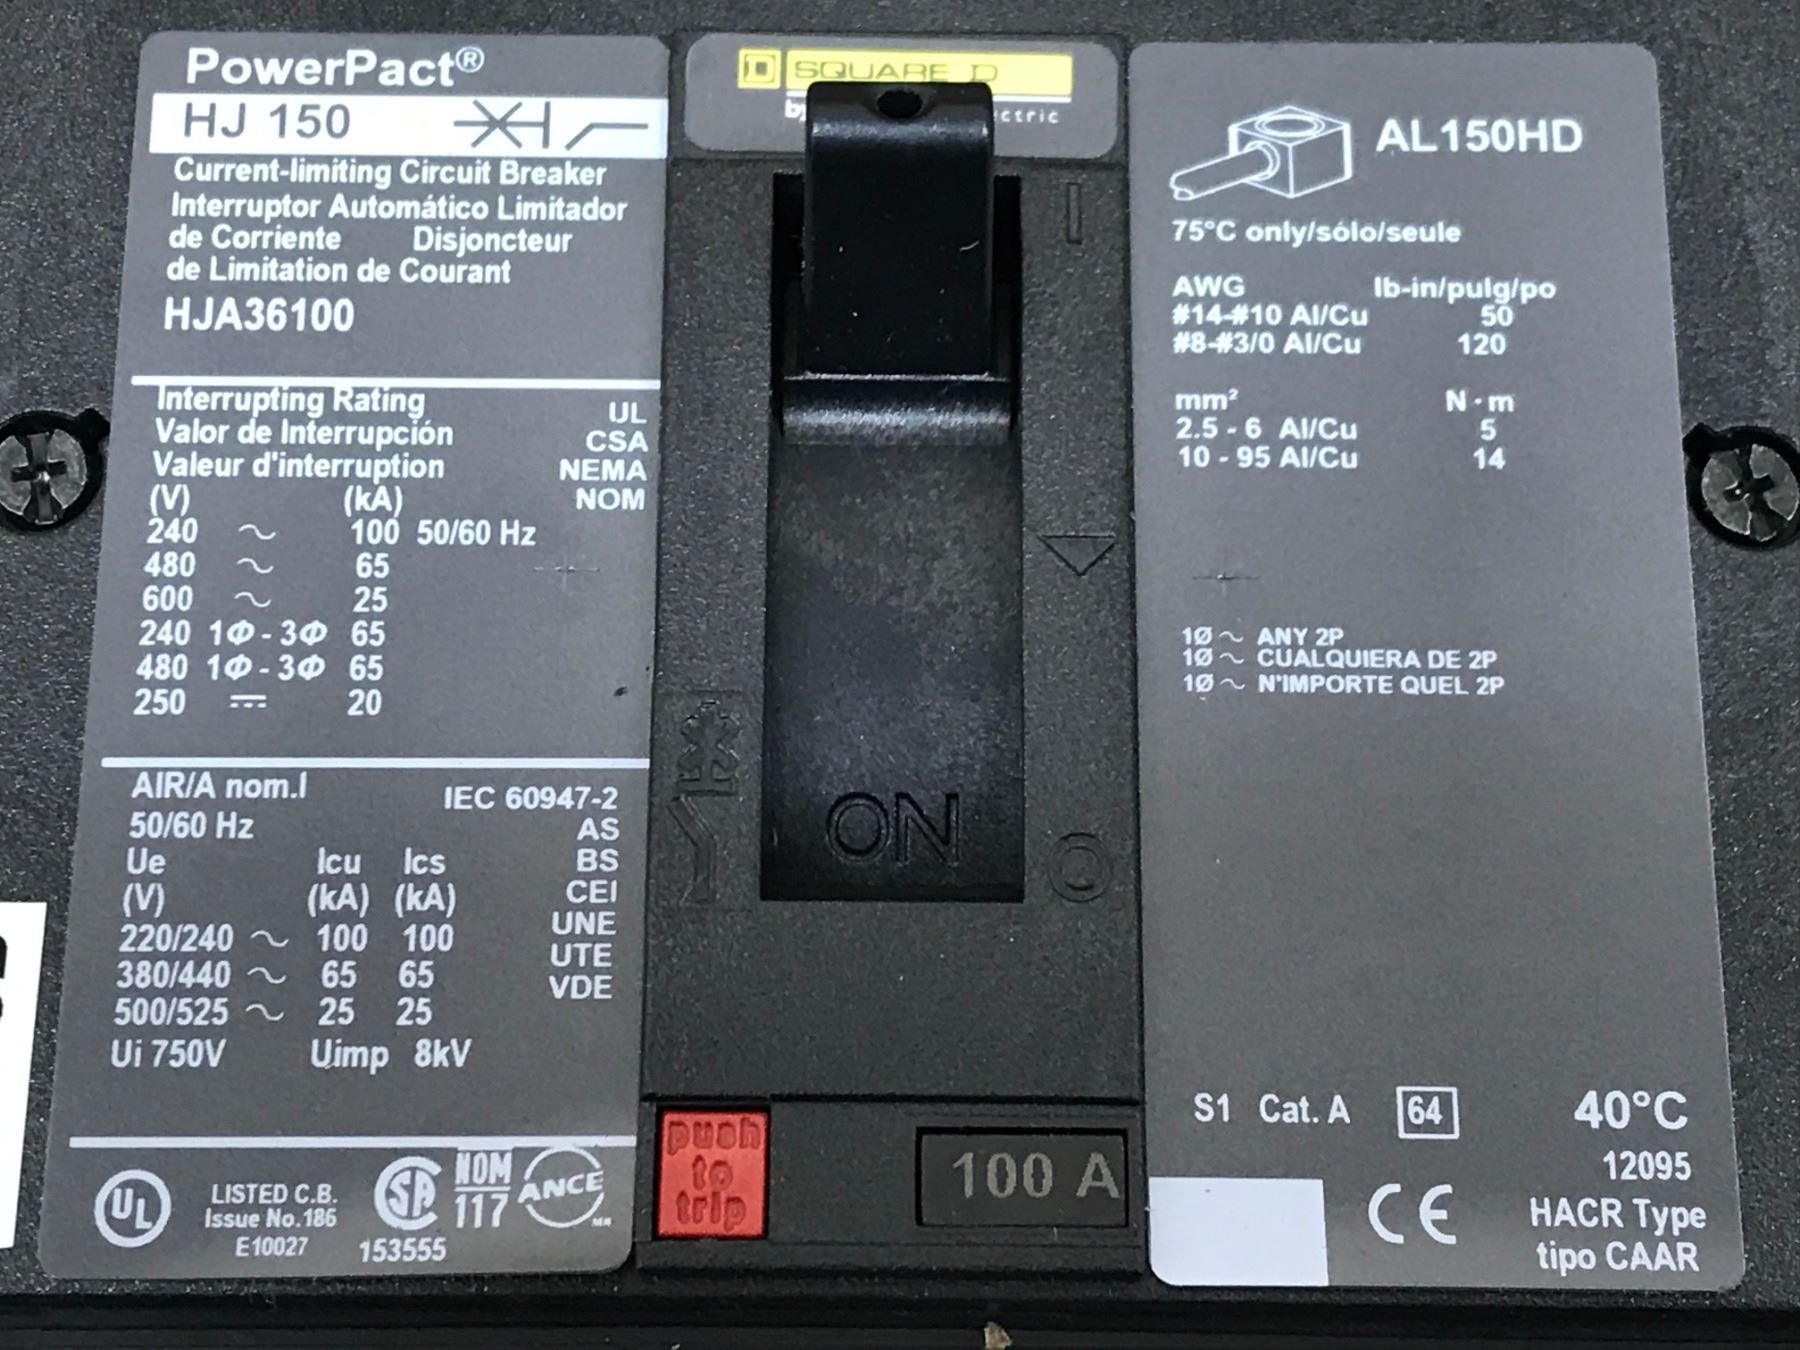 PowerPact®
HJ 150
Current-limiting Circuit Breaker
Interruptor Automático Limitador
de Corriente Disjoncteur
de Limitation de Courant
HJA36100
Interrupting Rating
Valor de Interrupción
Valeur d'interruption
UL
CSA
NEMA
NOM
(V) (kA)
240 ~ 100 50/60 Hz
480 ~ 65
600 ~ 25
240 1Φ - 3Φ 65
480 1Φ - 3Φ 65
250 ⎓ 20
AIR/A nom.I
50/60 Hz
IEC 60947-2
AS
BS
CEI
UNE
UTE
VDE
Ue Icu Ics
(V) (kA) (kA)
220/240 ~ 100 100
380/440 ~ 65 65
500/525 ~ 25 25
Ui 750V Uimp 8kV
UL
LISTED C.B.
Issue No.186
E10027
SA
153555
NOM
117
ANCE
D SQUARE D
I
ON
O
push
to
trip
100 A
AL150HD
75°C only/sólo/seule
AWG lb-in/pulg/po
#14-#10 Al/Cu 50
#8-#3/0 Al/Cu 120
mm² N·m
2.5 - 6 Al/Cu 5
10 - 95 Al/Cu 14
1Ø ~ ANY 2P
1Ø ~ CUALQUIERA DE 2P
1Ø ~ N'IMPORTE QUEL 2P
S1 Cat. A 64 40°C
12095
CE
HACR Type
tipo CAAR